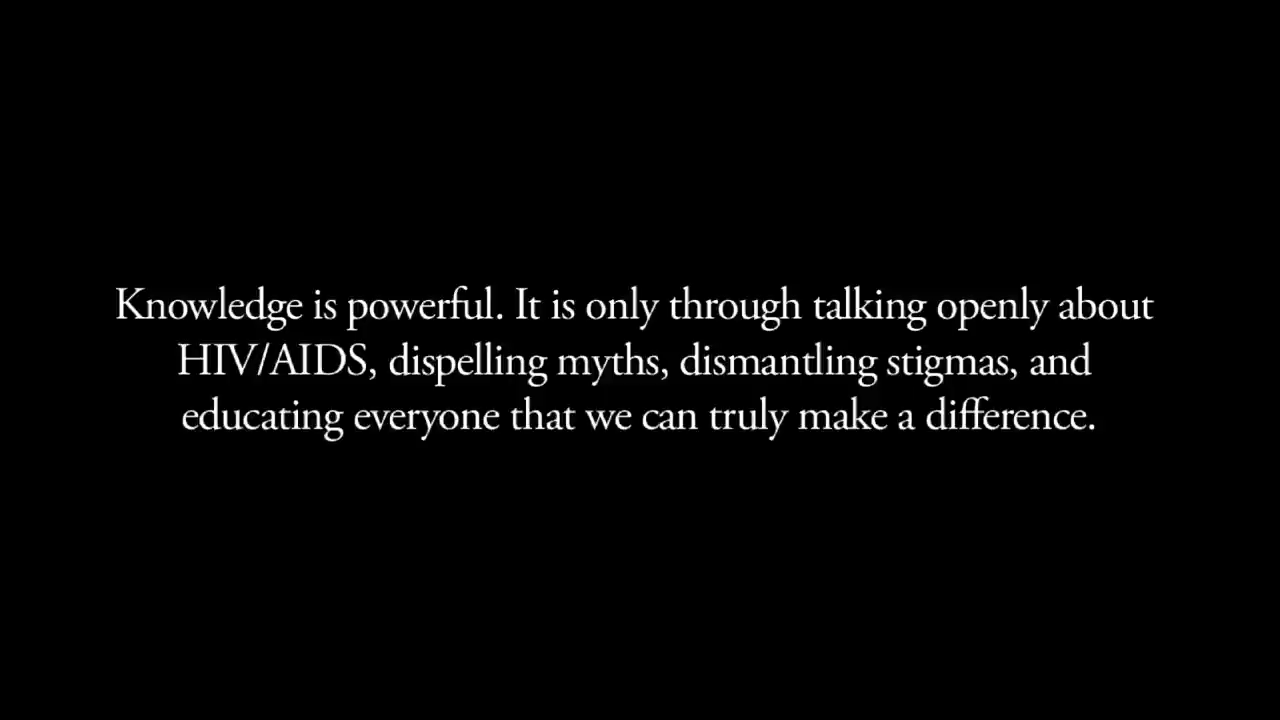 Knowledge is powerful. It is only through talking openly about
HIV/AIDS, dispelling myths, dismantling stigmas, and
educating everyone that we can truly make a difference.